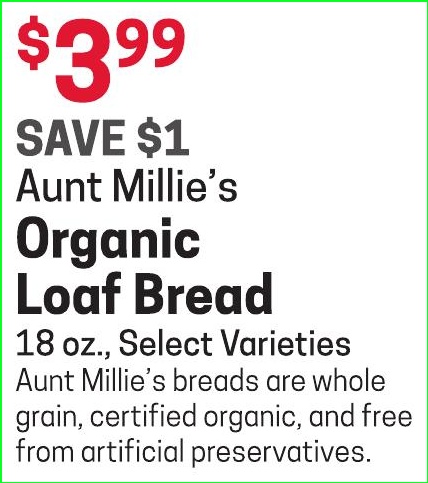 $3.99
SAVE $1
Aunt Millie's
Organic
Loaf Bread
18 oz., Select Varieties
Aunt Millie's breads are whole
grain, certified organic, and free
from artificial preservatives.